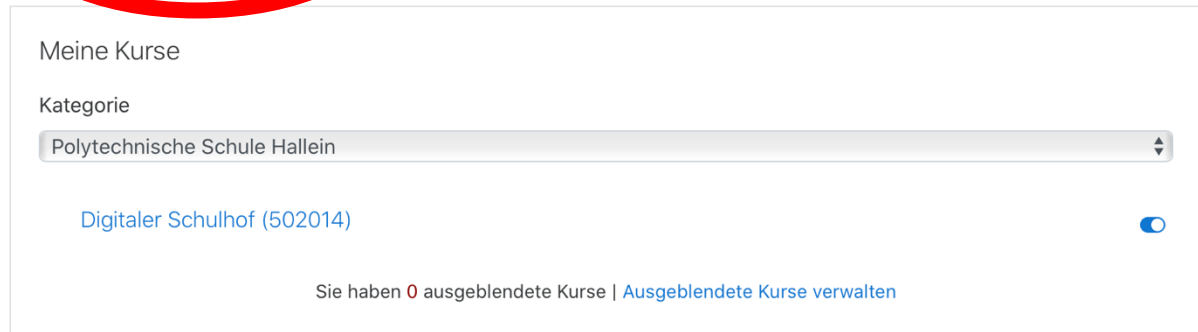 Meine Kurse
Kategorie
Polytechnische Schule Hallein
Digitaler Schulhof (502014)
Sie haben 0 ausgeblendete Kurse | Ausgeblendete Kurse verwalten